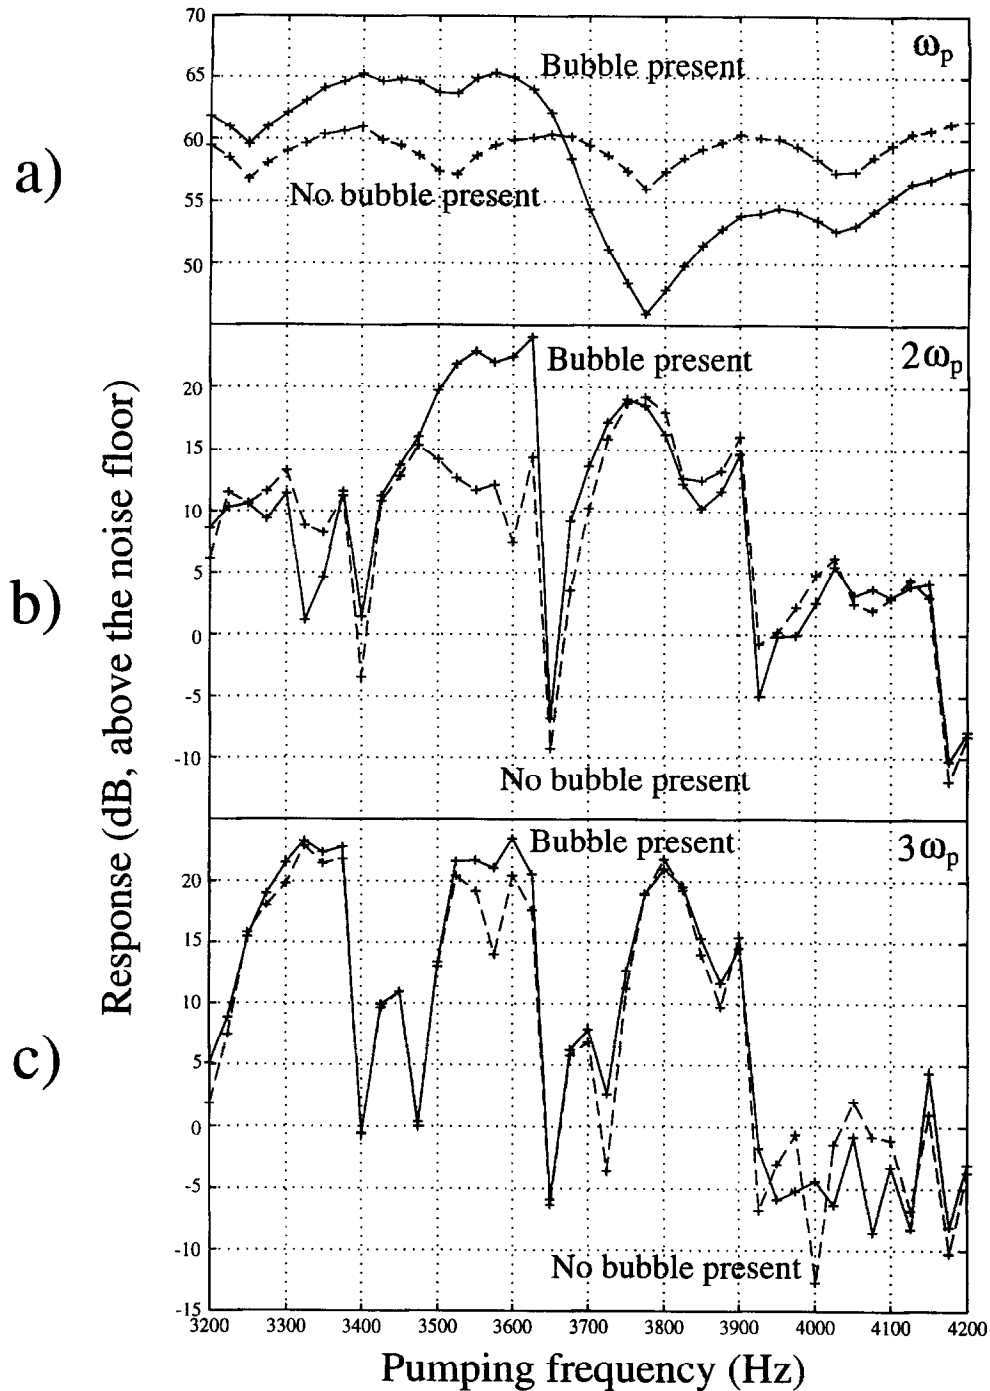 a)
70
65
60
55
50
ωp
Bubble present
No bubble present
Response (dB, above the noise floor)
b)
20
15
10
5
0
-5
-10
2ωp
Bubble present
No bubble present
c)
20
15
10
5
0
-5
-10
-15
3ωp
Bubble present
No bubble present
3200 3300 3400 3500 3600 3700 3800 3900 4000 4100 4200
Pumping frequency (Hz)